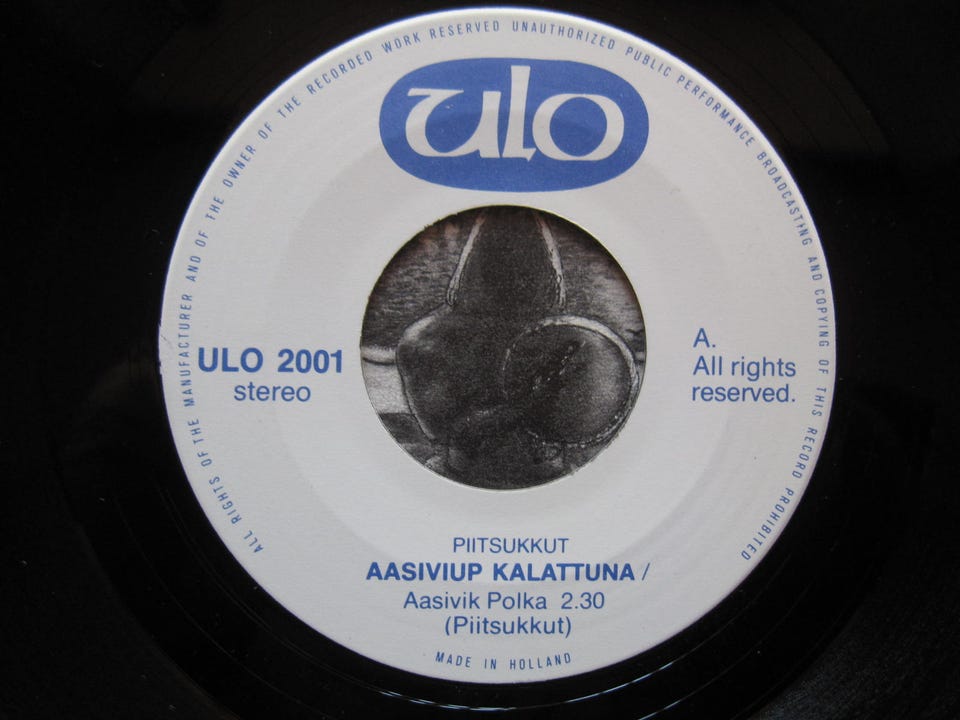 ALL RIGHTS OF THE MANUFACTURER AND OF THE OWNER OF THE RECORDED WORK RESERVED UNAUTHORIZED PUBLIC PERFORMANCE BROADCASTING AND COPYING OF THIS RECORD PROHIBITED
ulo
ULO 2001
stereo
A.
All rights
reserved.
PIITSUKKUT
AASIVIUP KALATTUNA /
Aasivik Polka 2.30
(Piitsukkut)
MADE IN HOLLAND